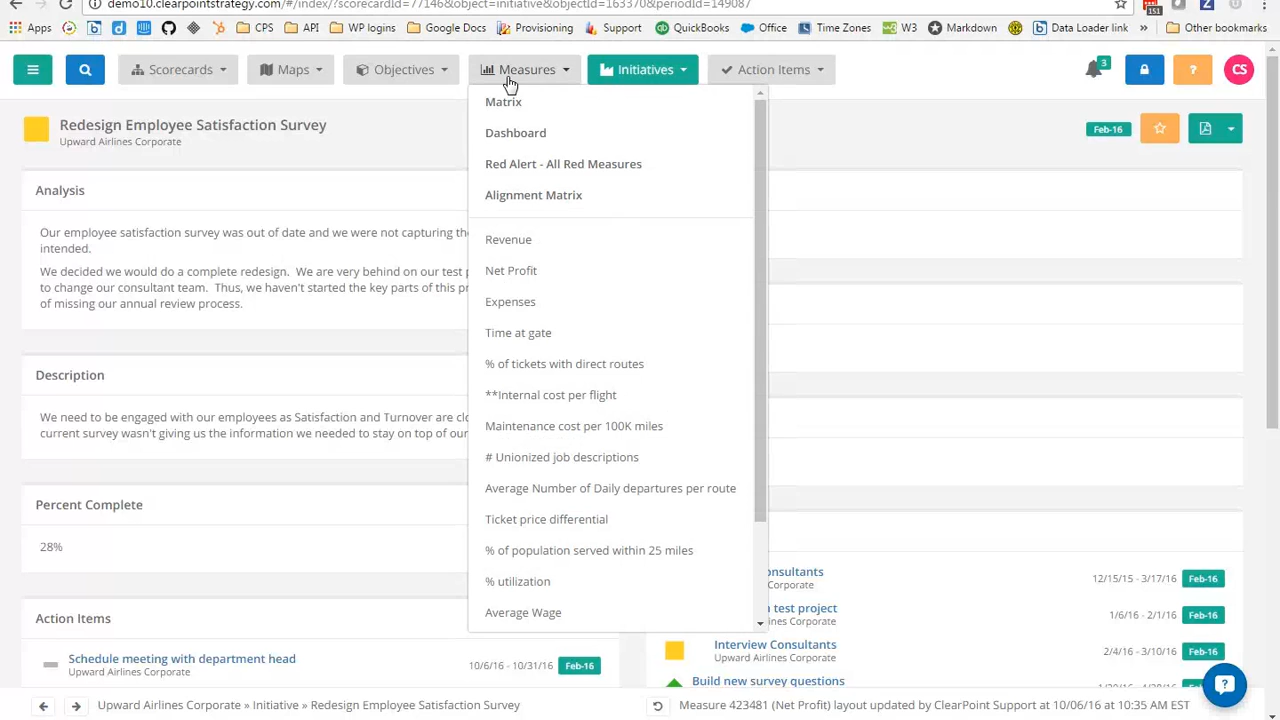 demo10.clearpointstrategy.com/#/index/?scorecardId=77146&object=initiative&objectId=163370&periodId=149087
151
Apps
CPS
API
WP logins
Google Docs
Provisioning
Support
QuickBooks
Office
Time Zones
W3
Markdown
Data Loader link
»
Other bookmarks
Scorecards
Maps
Objectives
Measures
Initiatives
Action Items
3
?
CS
Redesign Employee Satisfaction Survey
Upward Airlines Corporate
Feb-16
Matrix
Dashboard
Red Alert - All Red Measures
Alignment Matrix
Revenue
Net Profit
Expenses
Time at gate
% of tickets with direct routes
**Internal cost per flight
Maintenance cost per 100K miles
# Unionized job descriptions
Average Number of Daily departures per route
Ticket price differential
% of population served within 25 miles
% utilization
Average Wage
Analysis
Our employee satisfaction survey was out of date and we were not capturing the
intended.
We decided we would do a complete redesign. We are very behind on our test
to change our consultant team. Thus, we haven't started the key parts of this
of missing our annual review process.
Description
We need to be engaged with our employees as Satisfaction and Turnover are
current survey wasn't giving us the information we needed to stay on top of our
Percent Complete
28%
Action Items
Schedule meeting with department head
Upward Airlines Corporate
10/6/16 - 10/31/16
Feb-16
12/15/15 - 3/17/16
Feb-16
test project
1/6/16 - 2/1/16
Feb-16
Interview Consultants
Upward Airlines Corporate
2/4/16 - 3/10/16
Feb-16
Build new survey questions
Upward Airlines Corporate » Initiative » Redesign Employee Satisfaction Survey
Measure 423481 (Net Profit) layout updated by ClearPoint Support at 10/06/16 at 10:35 AM EST